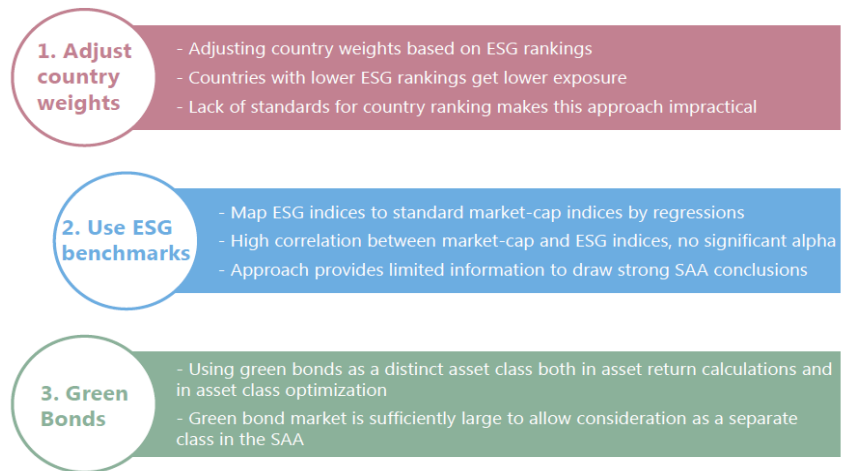 1. Adjust
country
weights
- Adjusting country weights based on ESG rankings
- Countries with lower ESG rankings get lower exposure
- Lack of standards for country ranking makes this approach impractical
2. Use ESG
benchmarks
- Map ESG indices to standard market-cap indices by regressions
- High correlation between market-cap and ESG indices, no significant alpha
- Approach provides limited information to draw strong SAA conclusions
3. Green
Bonds
- Using green bonds as a distinct asset class both in asset return calculations and
in asset class optimization
- Green bond market is sufficiently large to allow consideration as a separate
class in the SAA